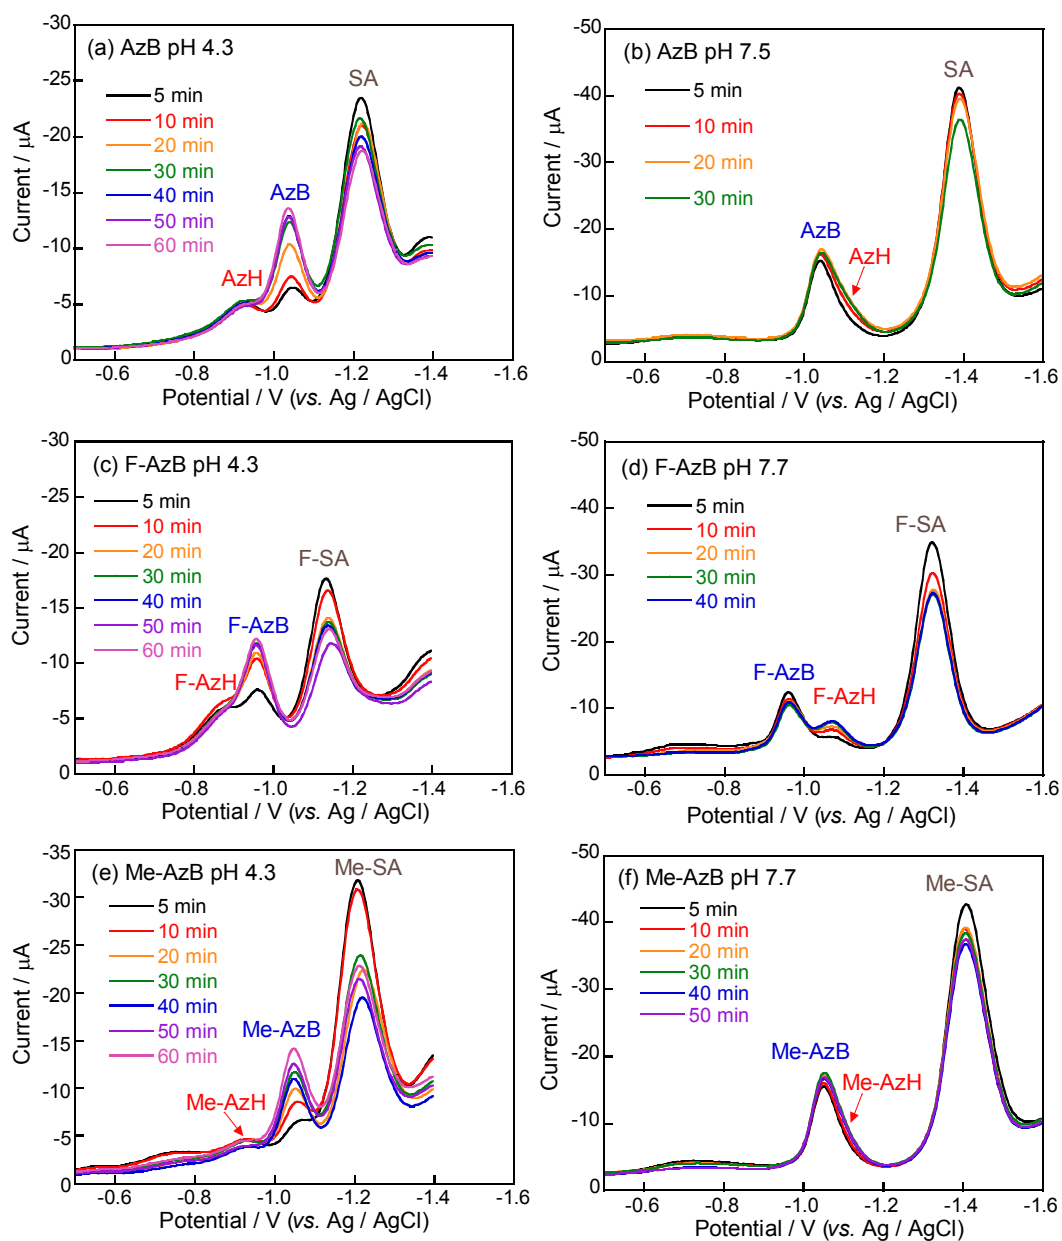 (a) AzB pH 4.3
5 min
10 min
20 min
30 min
40 min
50 min
60 min
AzH
AzB
SA
-30
-25
-20
-15
-10
-5
0
-0.6
-0.8
-1.0
-1.2
-1.4
-1.6
Current / μA
Potential / V (vs. Ag / AgCl)
(b) AzB pH 7.5
5 min
10 min
20 min
30 min
AzB
AzH
SA
-50
-40
-30
-20
-10
0
-0.6
-0.8
-1.0
-1.2
-1.4
-1.6
Current / μA
Potential / V (vs. Ag / AgCl)
(c) F-AzB pH 4.3
5 min
10 min
20 min
30 min
40 min
50 min
60 min
F-AzH
F-AzB
F-SA
-30
-25
-20
-15
-10
-5
0
-0.6
-0.8
-1.0
-1.2
-1.4
-1.6
Current / μA
Potential / V (vs. Ag / AgCl)
(d) F-AzB pH 7.7
5 min
10 min
20 min
30 min
40 min
F-AzB
F-AzH
F-SA
-50
-40
-30
-20
-10
0
-0.6
-0.8
-1.0
-1.2
-1.4
-1.6
Current / μA
Potential / V (vs. Ag / AgCl)
(e) Me-AzB pH 4.3
5 min
10 min
20 min
30 min
40 min
50 min
60 min
Me-AzH
Me-AzB
Me-SA
-35
-30
-25
-20
-15
-10
-5
0
-0.6
-0.8
-1.0
-1.2
-1.4
-1.6
Current / μA
Potential / V (vs. Ag / AgCl)
(f) Me-AzB pH 7.7
5 min
10 min
20 min
30 min
40 min
50 min
Me-AzB
Me-AzH
Me-SA
-50
-40
-30
-20
-10
0
-0.6
-0.8
-1.0
-1.2
-1.4
-1.6
Current / μA
Potential / V (vs. Ag / AgCl)